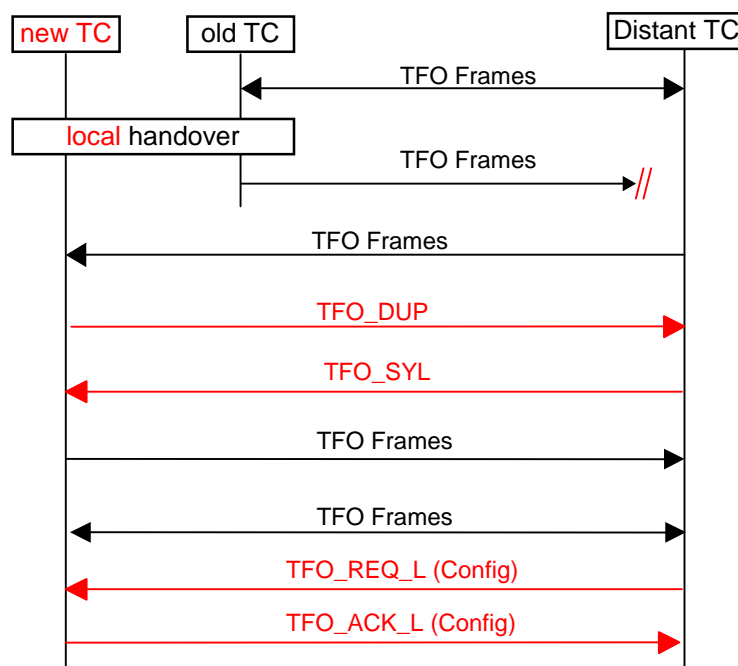 new TC
old TC
Distant TC
TFO Frames
local handover
TFO Frames
TFO Frames
TFO_DUP
TFO_SYL
TFO Frames
TFO Frames
TFO_REQ_L (Config)
TFO_ACK_L (Config)